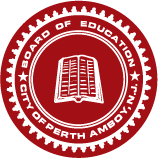 BOARD OF EDUCATION
CITY OF PERTH AMBOY, N.J.